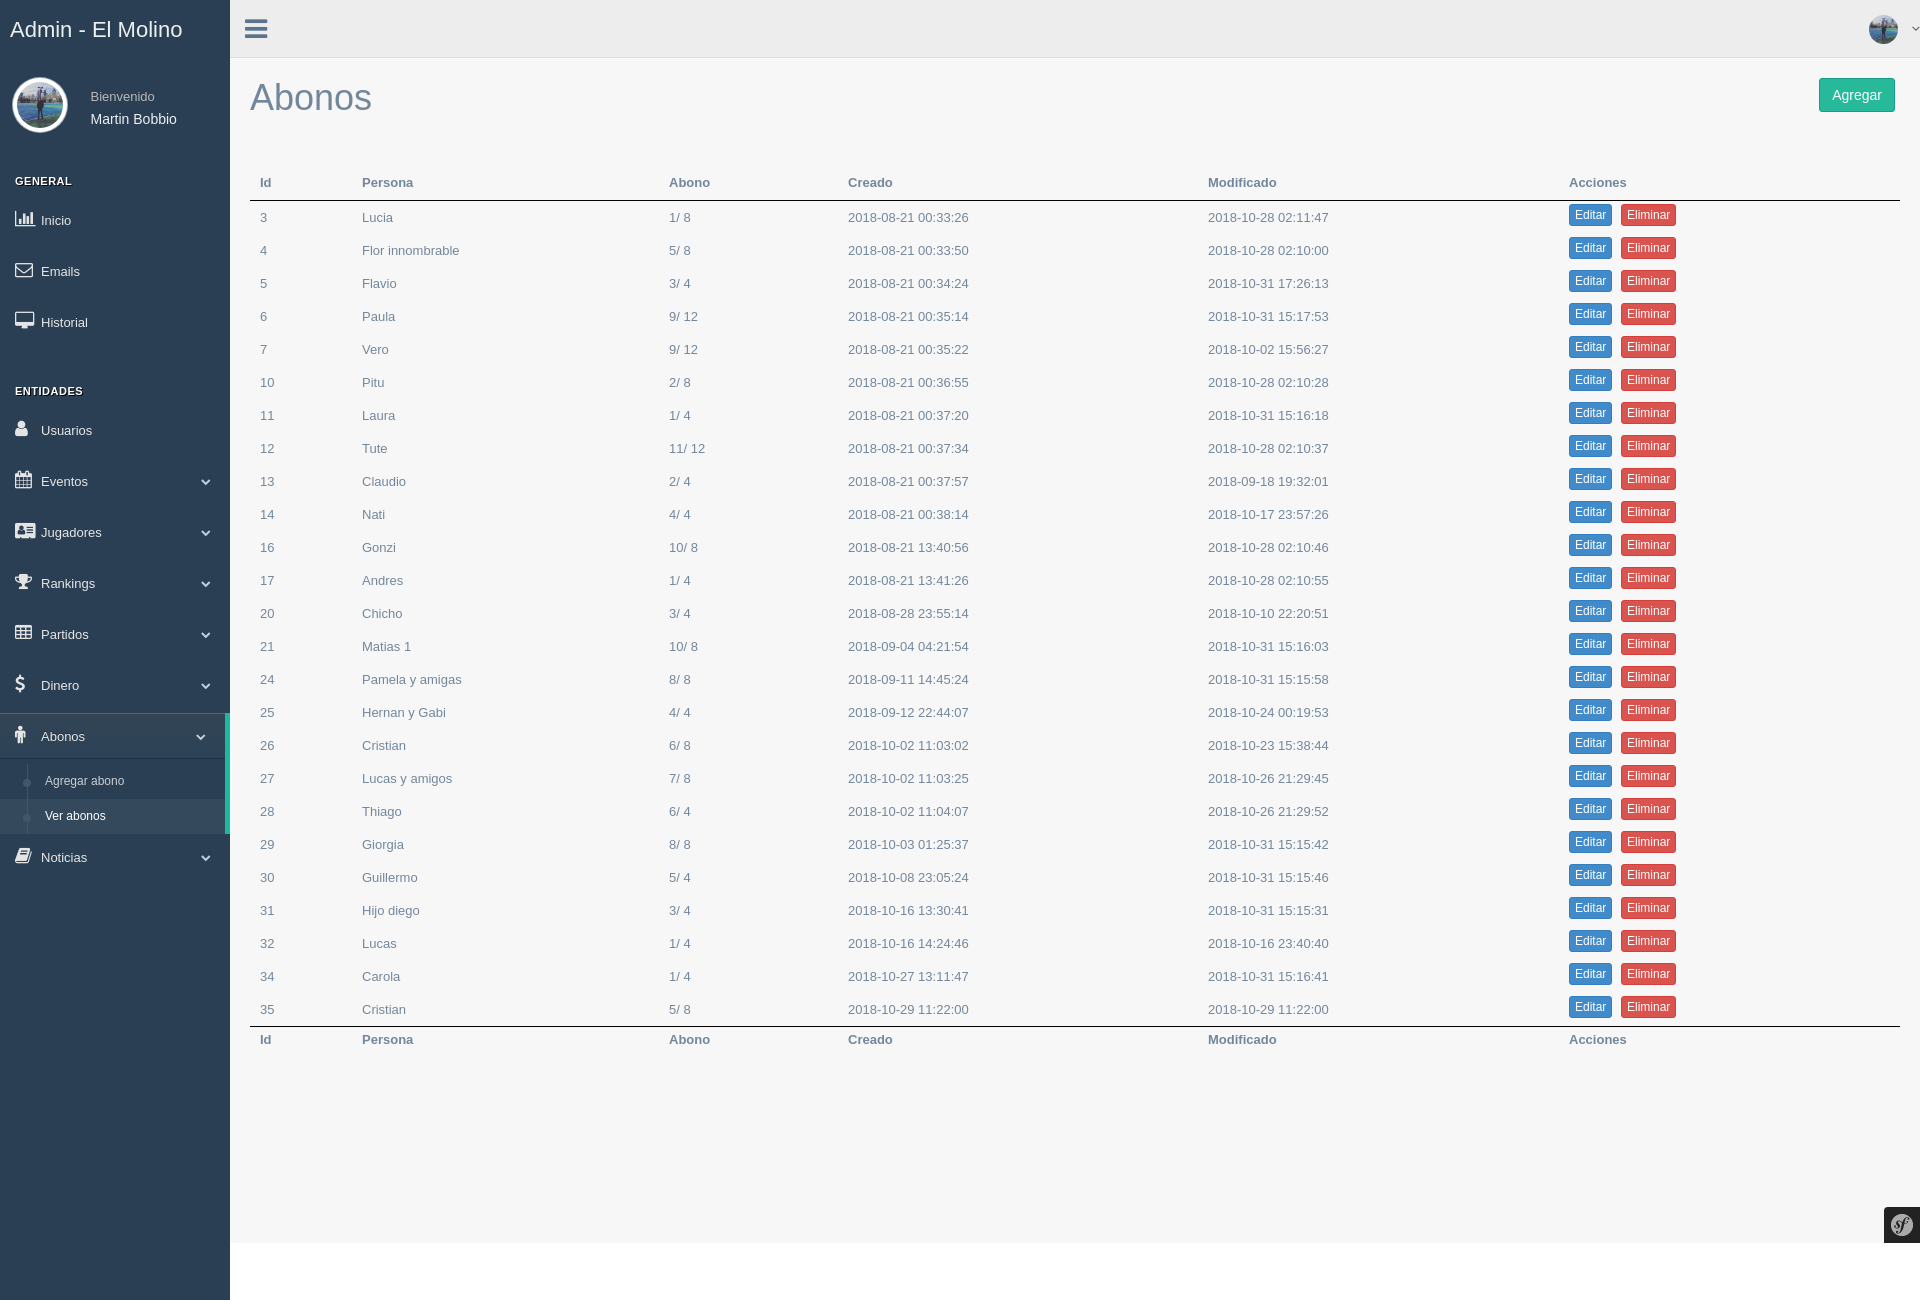 Admin - El Molino
Bienvenido
Martin Bobbio
GENERAL
Inicio
Emails
Historial
ENTIDADES
Usuarios
Eventos
Jugadores
Rankings
Partidos
Dinero
Abonos
Agregar abono
Ver abonos
Noticias
Abonos
Agregar
Id Persona Abono Creado Modificado Acciones
3 Lucia 1/ 8 2018-08-21 00:33:26 2018-10-28 02:11:47 Editar Eliminar
4 Flor innombrable 5/ 8 2018-08-21 00:33:50 2018-10-28 02:10:00 Editar Eliminar
5 Flavio 3/ 4 2018-08-21 00:34:24 2018-10-31 17:26:13 Editar Eliminar
6 Paula 9/ 12 2018-08-21 00:35:14 2018-10-31 15:17:53 Editar Eliminar
7 Vero 9/ 12 2018-08-21 00:35:22 2018-10-02 15:56:27 Editar Eliminar
10 Pitu 2/ 8 2018-08-21 00:36:55 2018-10-28 02:10:28 Editar Eliminar
11 Laura 1/ 4 2018-08-21 00:37:20 2018-10-31 15:16:18 Editar Eliminar
12 Tute 11/ 12 2018-08-21 00:37:34 2018-10-28 02:10:37 Editar Eliminar
13 Claudio 2/ 4 2018-08-21 00:37:57 2018-09-18 19:32:01 Editar Eliminar
14 Nati 4/ 4 2018-08-21 00:38:14 2018-10-17 23:57:26 Editar Eliminar
16 Gonzi 10/ 8 2018-08-21 13:40:56 2018-10-28 02:10:46 Editar Eliminar
17 Andres 1/ 4 2018-08-21 13:41:26 2018-10-28 02:10:55 Editar Eliminar
20 Chicho 3/ 4 2018-08-28 23:55:14 2018-10-10 22:20:51 Editar Eliminar
21 Matias 1 10/ 8 2018-09-04 04:21:54 2018-10-31 15:16:03 Editar Eliminar
24 Pamela y amigas 8/ 8 2018-09-11 14:45:24 2018-10-31 15:15:58 Editar Eliminar
25 Hernan y Gabi 4/ 4 2018-09-12 22:44:07 2018-10-24 00:19:53 Editar Eliminar
26 Cristian 6/ 8 2018-10-02 11:03:02 2018-10-23 15:38:44 Editar Eliminar
27 Lucas y amigos 7/ 8 2018-10-02 11:03:25 2018-10-26 21:29:45 Editar Eliminar
28 Thiago 6/ 4 2018-10-02 11:04:07 2018-10-26 21:29:52 Editar Eliminar
29 Giorgia 8/ 8 2018-10-03 01:25:37 2018-10-31 15:15:42 Editar Eliminar
30 Guillermo 5/ 4 2018-10-08 23:05:24 2018-10-31 15:15:46 Editar Eliminar
31 Hijo diego 3/ 4 2018-10-16 13:30:41 2018-10-31 15:15:31 Editar Eliminar
32 Lucas 1/ 4 2018-10-16 14:24:46 2018-10-16 23:40:40 Editar Eliminar
34 Carola 1/ 4 2018-10-27 13:11:47 2018-10-31 15:16:41 Editar Eliminar
35 Cristian 5/ 8 2018-10-29 11:22:00 2018-10-29 11:22:00 Editar Eliminar
Id Persona Abono Creado Modificado Acciones
sf